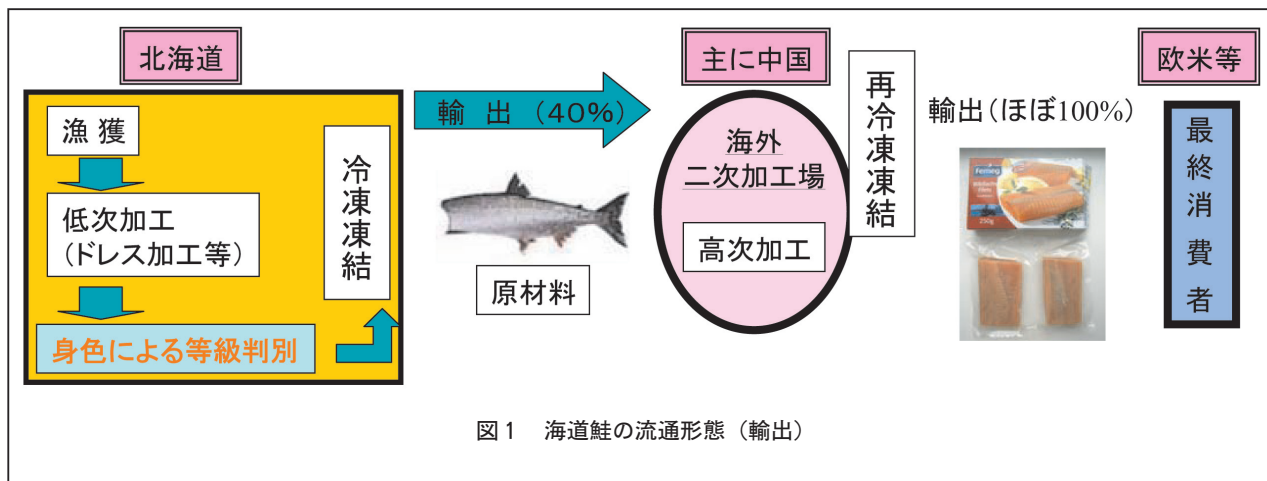 北海道
漁獲
低次加工
(ドレス加工等)
身色による等級判別
冷凍凍結
輸出(40%)
原材料
主に中国
海外
二次加工場
高次加工
再冷凍凍結
輸出(ほぼ100%)
250g
欧米等
最終消費者
図1 海道鮭の流通形態(輸出)